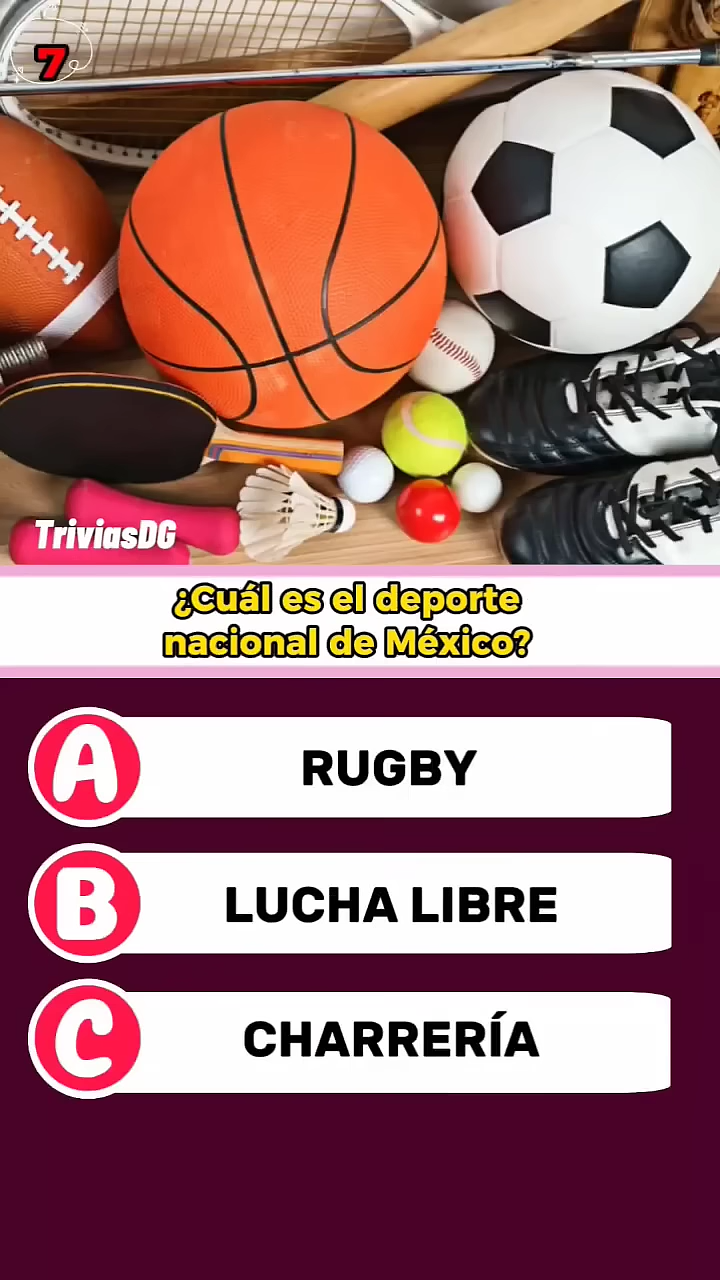 7
TriviasDG
¿Cuál es el deporte
nacional de México?
A
RUGBY
B
LUCHA LIBRE
C
CHARRERÍA